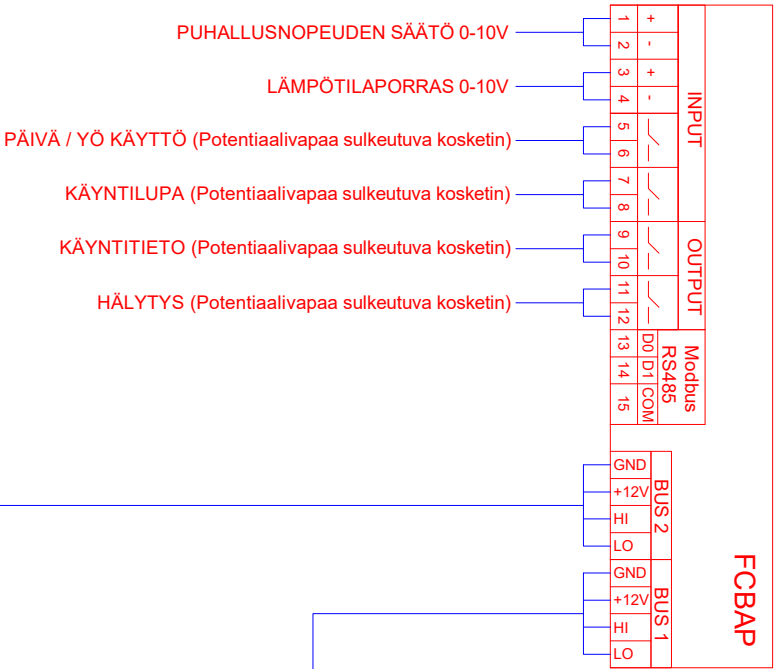 PUHALLUSNOPEUDEN SÄÄTÖ 0-10V
1 +
2 -
LÄMPÖTILAPORRAS 0-10V
3 +
4 -
PÄIVÄ / YÖ KÄYTTÖ (Potentiaalivapaa sulkeutuva kosketin)
5
6
KÄYNTILUPA (Potentiaalivapaa sulkeutuva kosketin)
7
8
INPUT
KÄYNTITIETO (Potentiaalivapaa sulkeutuva kosketin)
9
10
HÄLYTYS (Potentiaalivapaa sulkeutuva kosketin)
11
12
OUTPUT
13 D0
14 D1
15 COM
Modbus
RS485
GND
+12V
HI
LO
BUS 2
GND
+12V
HI
LO
BUS 1
FCBAP